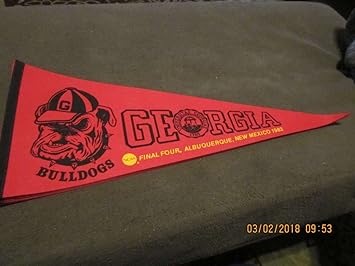 G
GEORGIA
BULLDOGS
FINAL FOUR, ALBUQUERQUE, NEW MEXICO 1983
03/02/2018 09:53